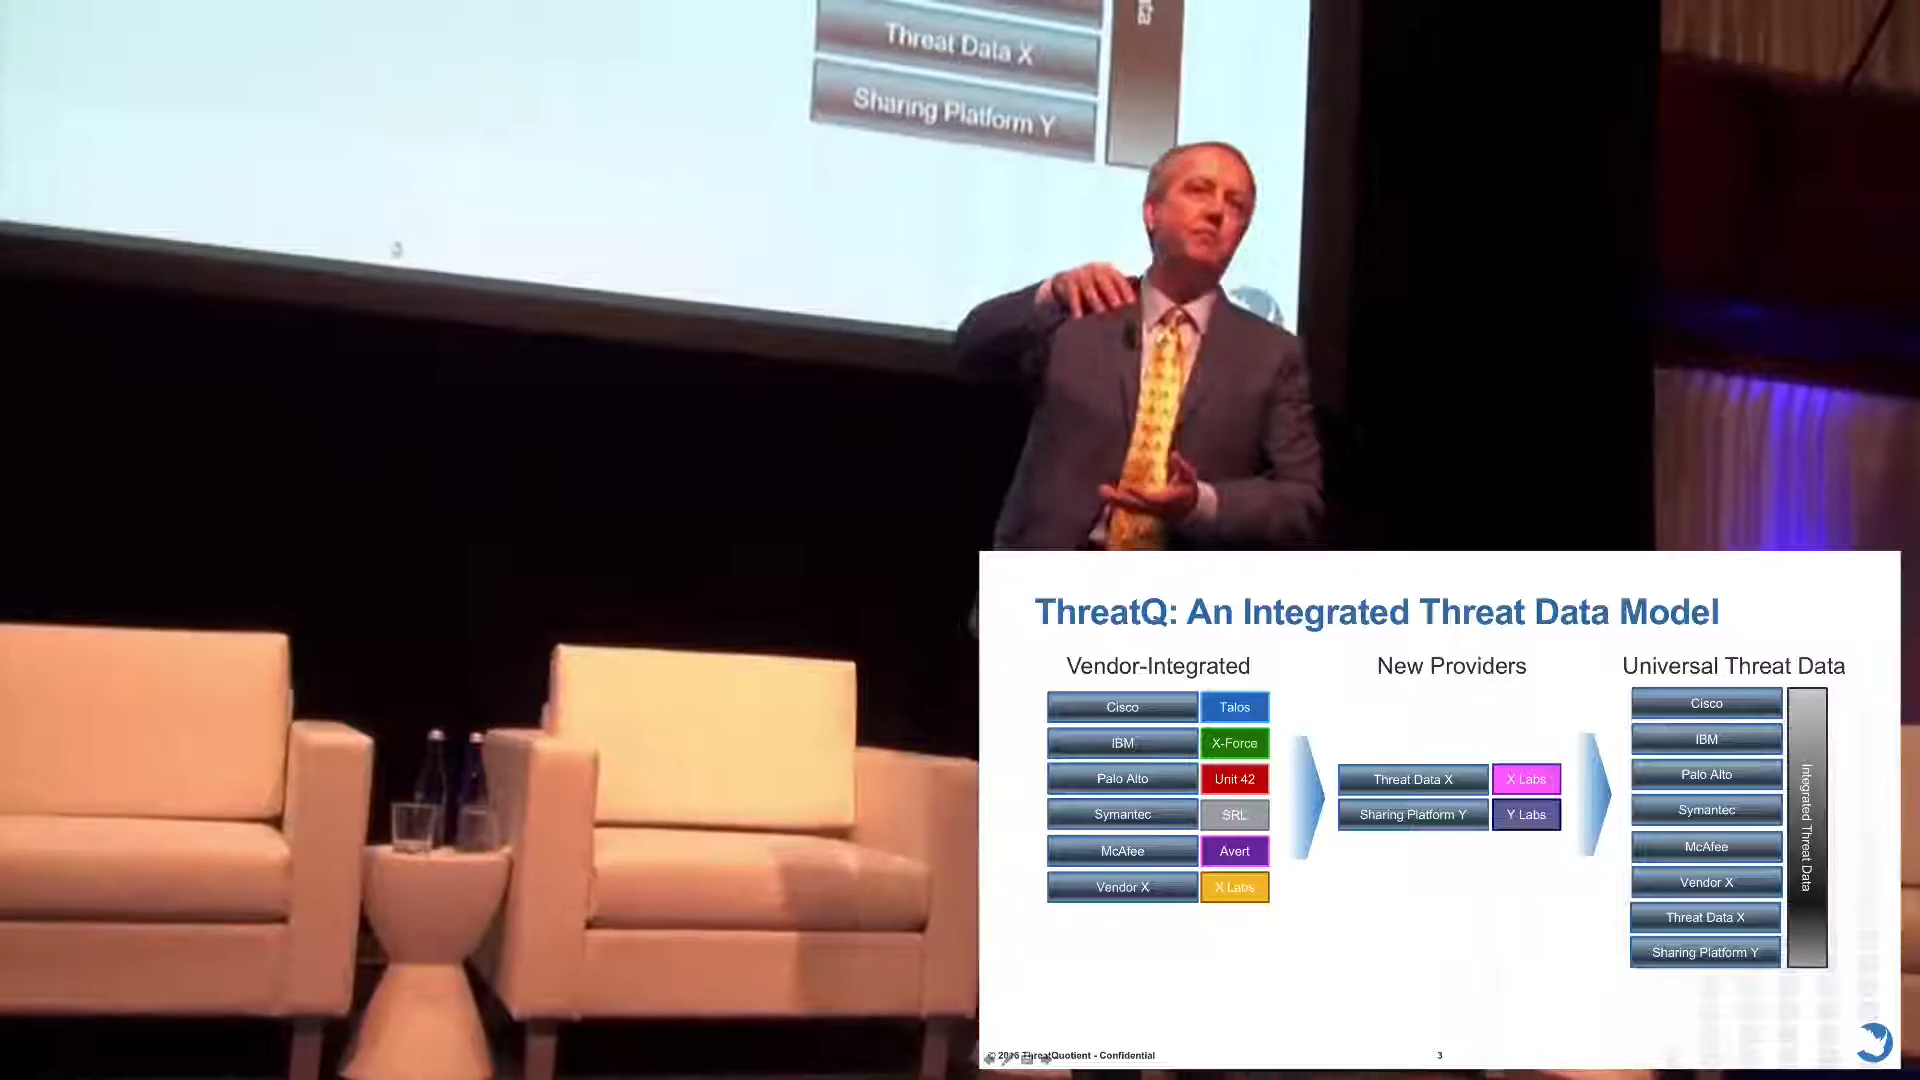 ta
Threat Data X
Sharing Platform Y
3
ThreatQ: An Integrated Threat Data Model
Vendor-Integrated
New Providers
Universal Threat Data
Cisco
Talos
IBM
X-Force
Palo Alto
Unit 42
Symantec
SRL
McAfee
Avert
Vendor X
X Labs
Threat Data X
X Labs
Sharing Platform Y
Y Labs
Cisco
IBM
Palo Alto
Symantec
McAfee
Vendor X
Threat Data X
Sharing Platform Y
Integrated Threat Data
© 2016 ThreatQuotient - Confidential
3